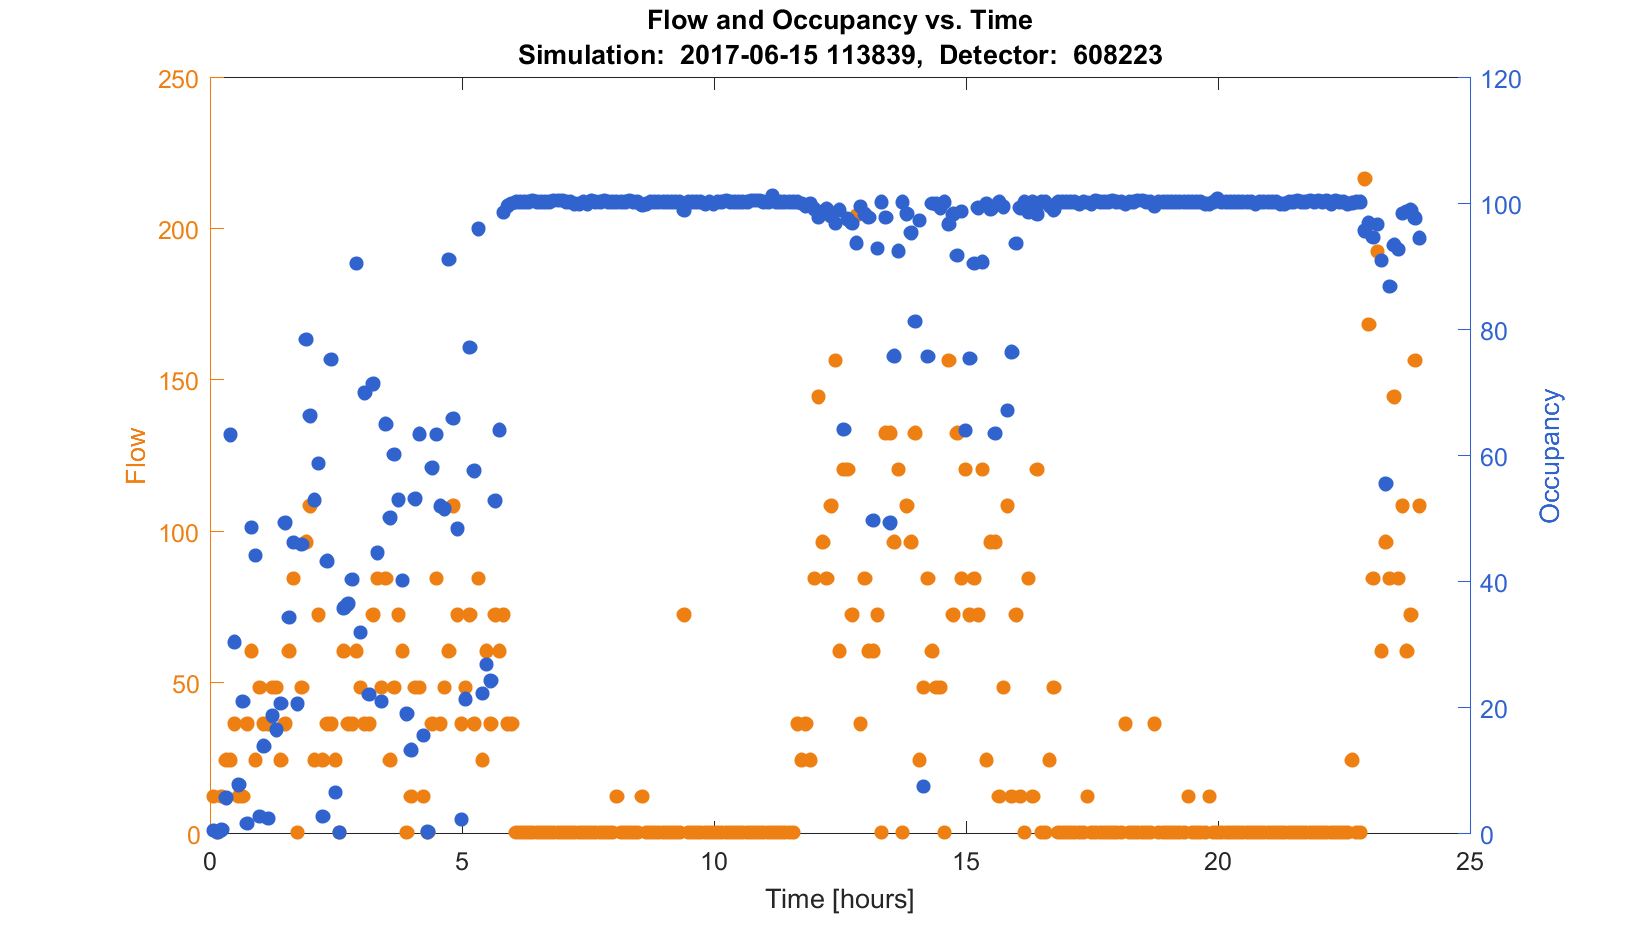 Flow and Occupancy vs. Time
Simulation:  2017-06-15 113839,  Detector:  608223
250
200
150
100
50
0
Flow
120
100
80
60
40
20
0
Occupancy
0 5 10 15 20 25
Time [hours]